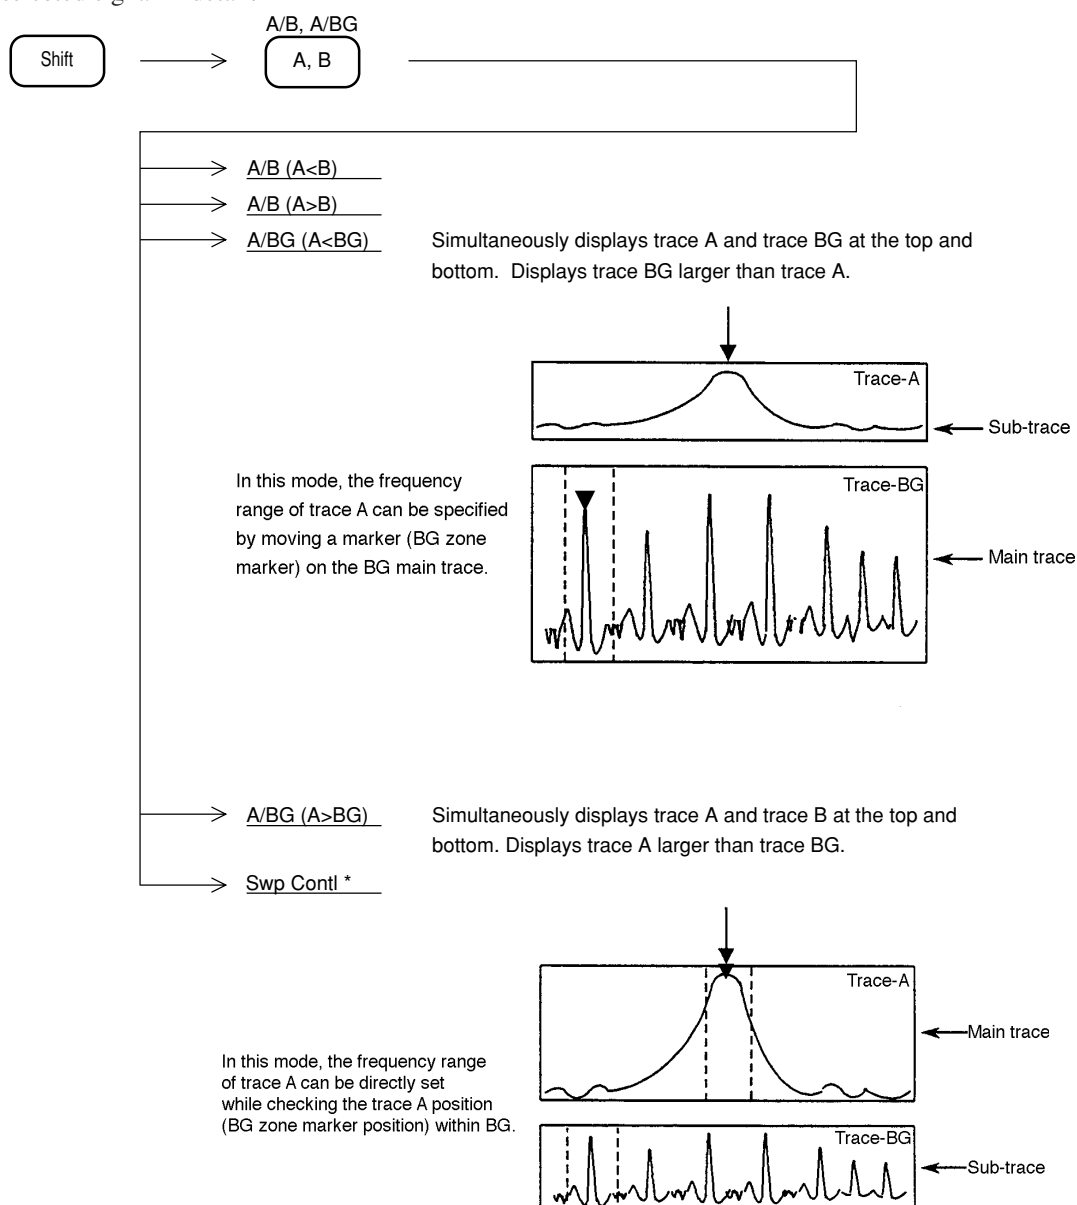 A/B, A/BG
Shift
A, B
A/B (A<B)
A/B (A>B)
A/BG (A<BG)
Simultaneously displays trace A and trace BG at the top and
bottom. Displays trace BG larger than trace A.
Trace-A
Sub-trace
In this mode, the frequency
range of trace A can be specified
by moving a marker (BG zone
marker) on the BG main trace.
Trace-BG
Main trace
A/BG (A>BG)
Simultaneously displays trace A and trace B at the top and
bottom. Displays trace A larger than trace BG.
Swp Contl *
Trace-A
Main trace
In this mode, the frequency range
of trace A can be directly set
while checking the trace A position
(BG zone marker position) within BG.
Trace-BG
Sub-trace